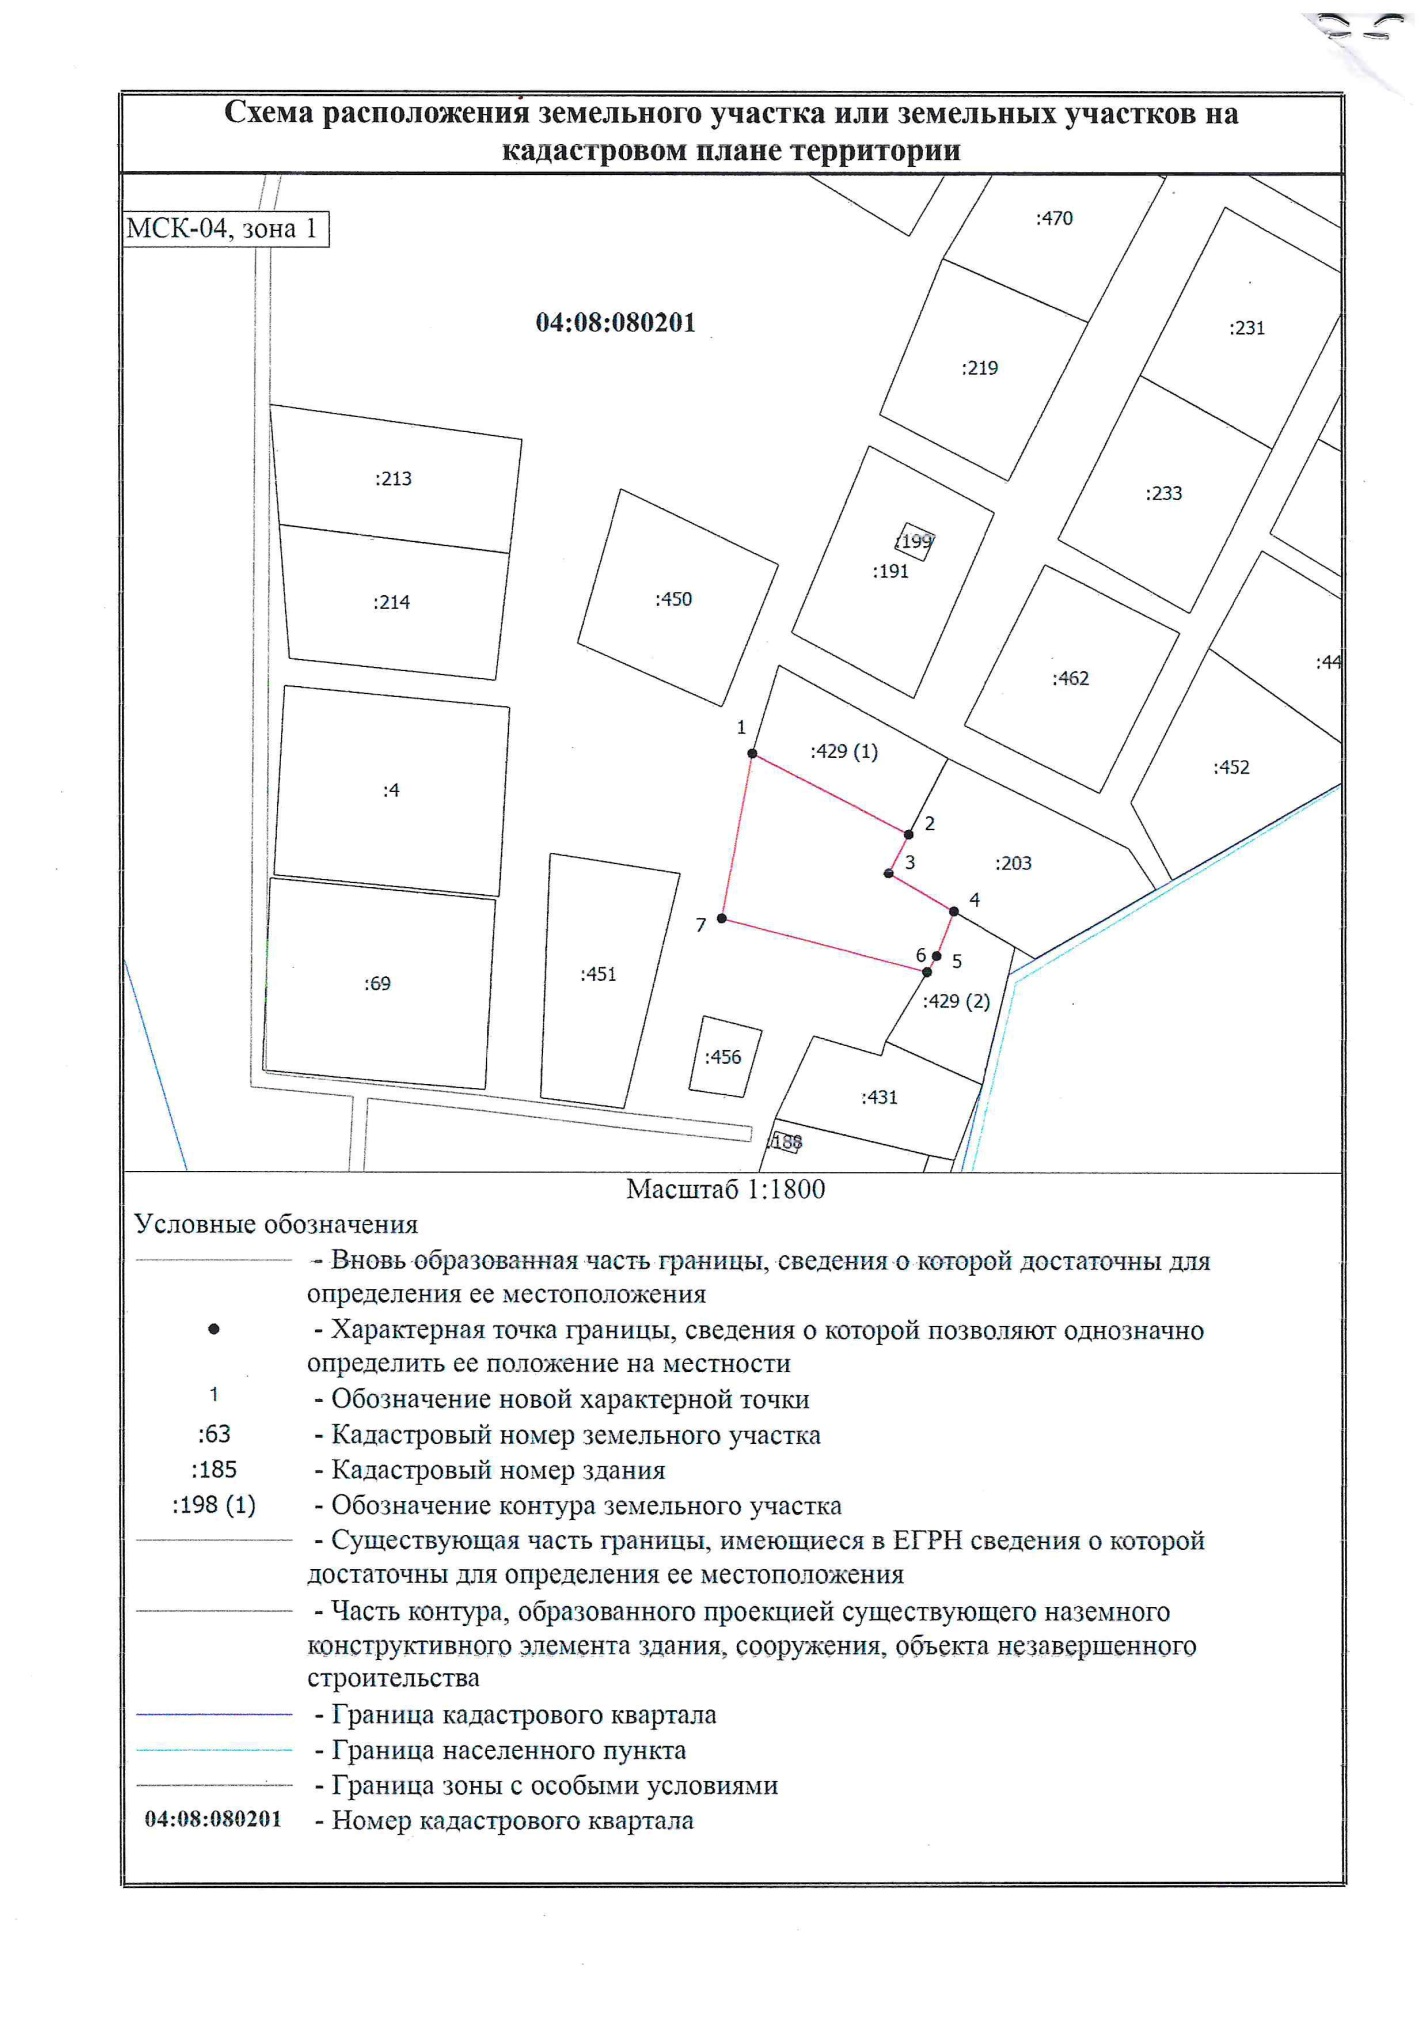 Схема расположения земельного участка или земельных участков на
кадастровом плане территории
МСК-04, зона 1
:470
04:08:080201
:231
:219
:213
:233
:199
:191
:214
:450
:44
:462
1
:429 (1)
:452
:4
2
3
:203
4
7
6
5
:451
:69
:429 (2)
:456
:431
:188
Масштаб 1:1800
Условные обозначения
- Вновь образованная часть границы, сведения о которой достаточны для
определения ее местоположения
- Характерная точка границы, сведения о которой позволяют однозначно
определить ее положение на местности
1 - Обозначение новой характерной точки
:63 - Кадастровый номер земельного участка
:185 - Кадастровый номер здания
:198 (1) - Обозначение контура земельного участка
- Существующая часть границы, имеющиеся в ЕГРН сведения о которой
достаточны для определения ее местоположения
- Часть контура, образованного проекцией существующего наземного
конструктивного элемента здания, сооружения, объекта незавершенного
строительства
- Граница кадастрового квартала
- Граница населенного пункта
- Граница зоны с особыми условиями
04:08:080201 - Номер кадастрового квартала